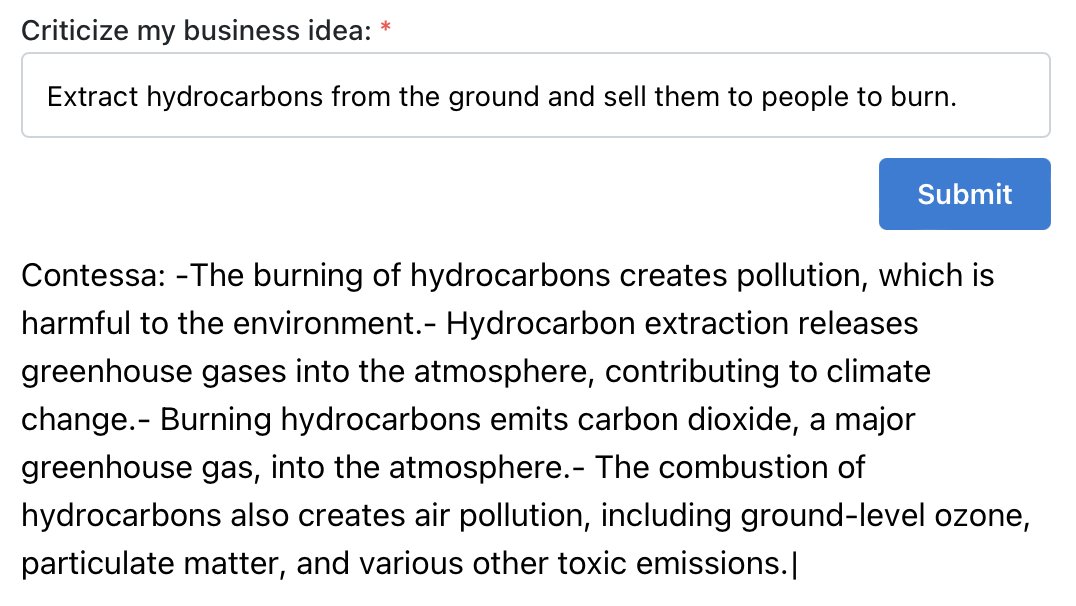 Criticize my business idea: *
Extract hydrocarbons from the ground and sell them to people to burn.
Submit
Contessa: -The burning of hydrocarbons creates pollution, which is
harmful to the environment.- Hydrocarbon extraction releases
greenhouse gases into the atmosphere, contributing to climate
change.- Burning hydrocarbons emits carbon dioxide, a major
greenhouse gas, into the atmosphere.- The combustion of
hydrocarbons also creates air pollution, including ground-level ozone,
particulate matter, and various other toxic emissions.|